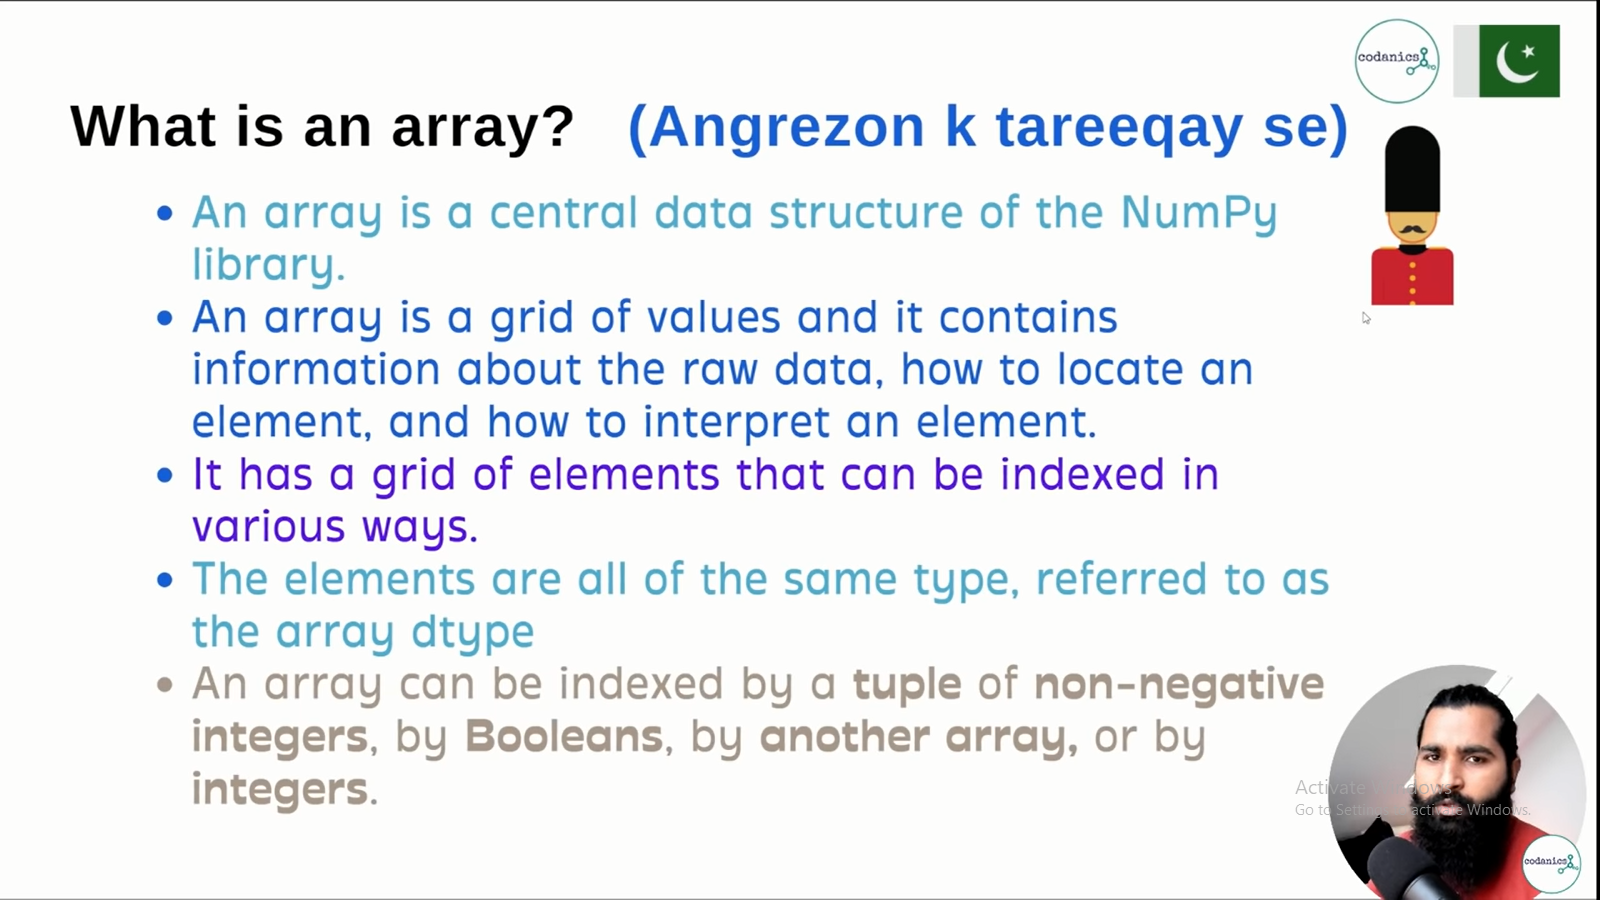 codanics
What is an array? (Angrezon k tareeqay se)
• An array is a central data structure of the NumPy
library.
• An array is a grid of values and it contains
information about the raw data, how to locate an
element, and how to interpret an element.
• It has a grid of elements that can be indexed in
various ways.
• The elements are all of the same type, referred to as
the array dtype
• An array can be indexed by a tuple of non-negative
integers, by Booleans, by another array, or by
integers.
Activate Windows
Go to Settings to activate Windows.
codanics